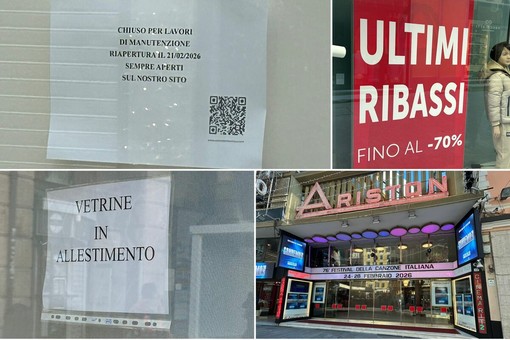 CHIUSO PER LAVORI
DI MANUTENZIONE
RIAPERTURA IL 21/02/2026
SEMPRE APERTI
SUL NOSTRO SITO
ULTIMI
RIBASSI
FINO AL -70%
VETRINE
IN
ALLESTIMENTO
ARISTON
76 FESTIVAL DELLA CANZONE ITALIANA
24-28 FEBBRAIO 2026